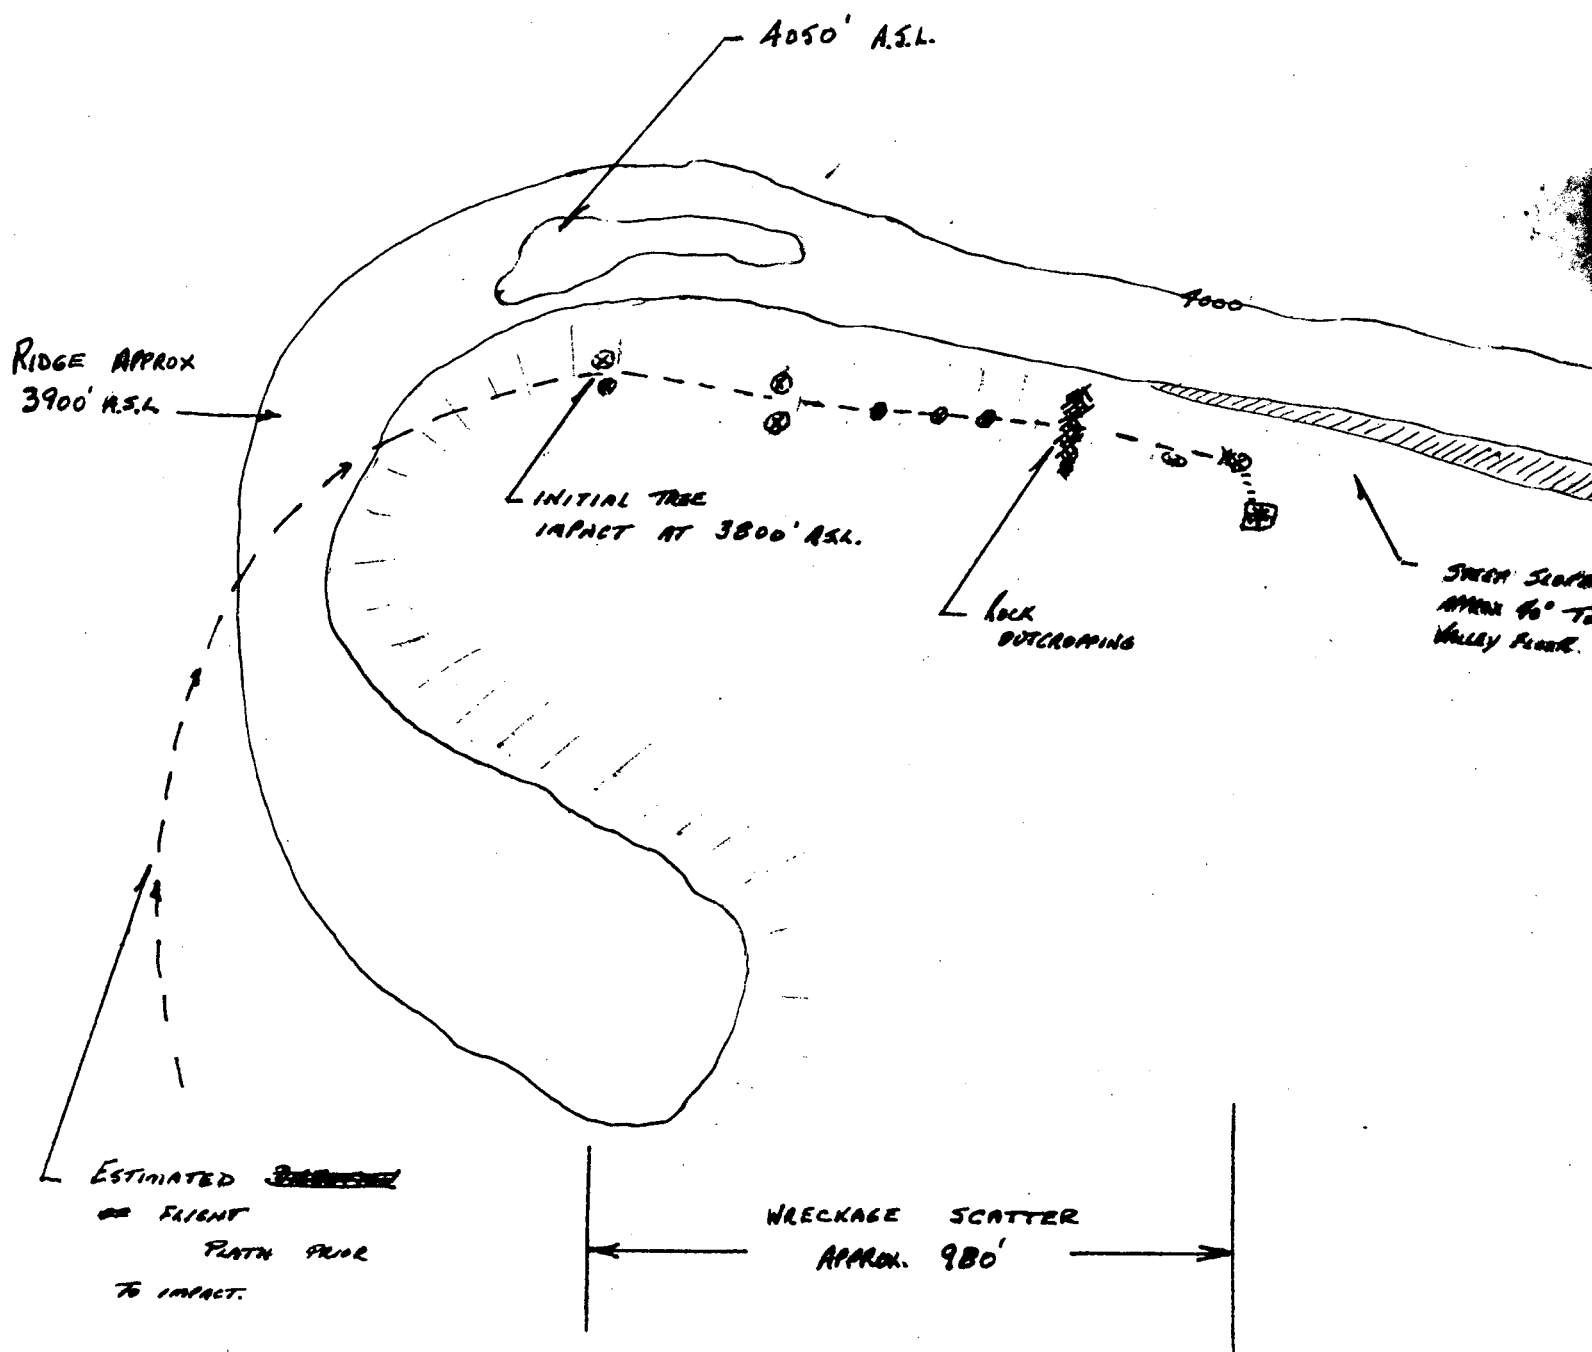 4050' A.S.L.
4000
RIDGE APPROX
3900' A.S.L.
INITIAL TREE
IMPACT AT 3800' ASL.
ROCK
OUTCROPPING
STEEP SLOPE
APPROX TO
VALLEY FLOOR.
ESTIMATED
FLIGHT
PATH PRIOR
TO IMPACT.
WRECKAGE SCATTER
APPROX. 980'